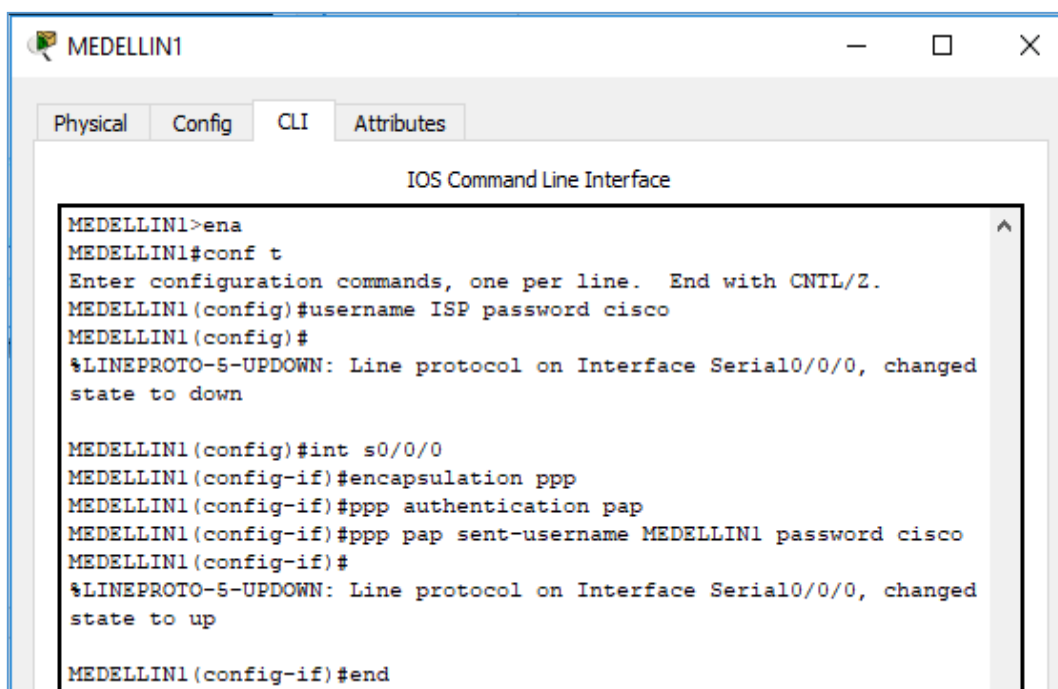 MEDELLIN1
Physical Config CLI Attributes
IOS Command Line Interface
MEDELLIN1>ena
MEDELLIN1#conf t
Enter configuration commands, one per line.  End with CNTL/Z.
MEDELLIN1(config)#username ISP password cisco
MEDELLIN1(config)#
%LINEPROTO-5-UPDOWN: Line protocol on Interface Serial0/0/0, changed
state to down
MEDELLIN1(config)#int s0/0/0
MEDELLIN1(config-if)#encapsulation ppp
MEDELLIN1(config-if)#ppp authentication pap
MEDELLIN1(config-if)#ppp pap sent-username MEDELLIN1 password cisco
MEDELLIN1(config-if)#
%LINEPROTO-5-UPDOWN: Line protocol on Interface Serial0/0/0, changed
state to up
MEDELLIN1(config-if)#end